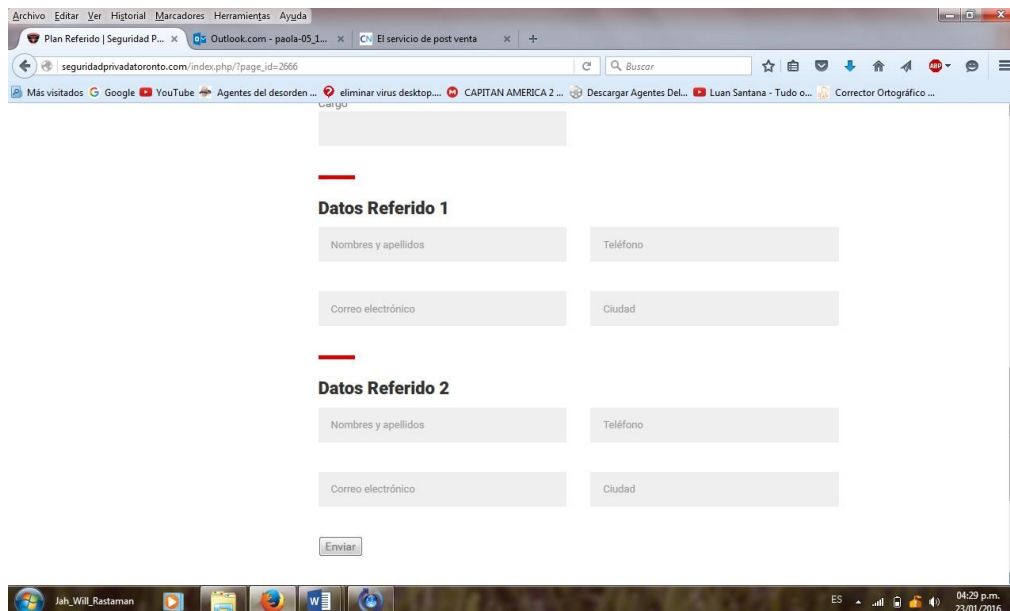 Archivo Editar Ver Historial Marcadores Herramientas Ayuda
Plan Referido | Seguridad P... Outlook.com - paola-05_1... CN El servicio de post venta
seguridadprivadatoronto.com/index.php/?page_id=2666 Buscar ABP
Más visitados Google YouTube Agentes del desorden ... eliminar virus desktop.... CAPITAN AMERICA 2 ... Descargar Agentes Del... Luan Santana - Tudo o... Corrector Ortográfico ...
Cargo
Datos Referido 1
Nombres y apellidos Teléfono
Correo electrónico Ciudad
Datos Referido 2
Nombres y apellidos Teléfono
Correo electrónico Ciudad
Enviar
Jah_Will_Rastaman ES 04:29 p.m.
23/01/2016